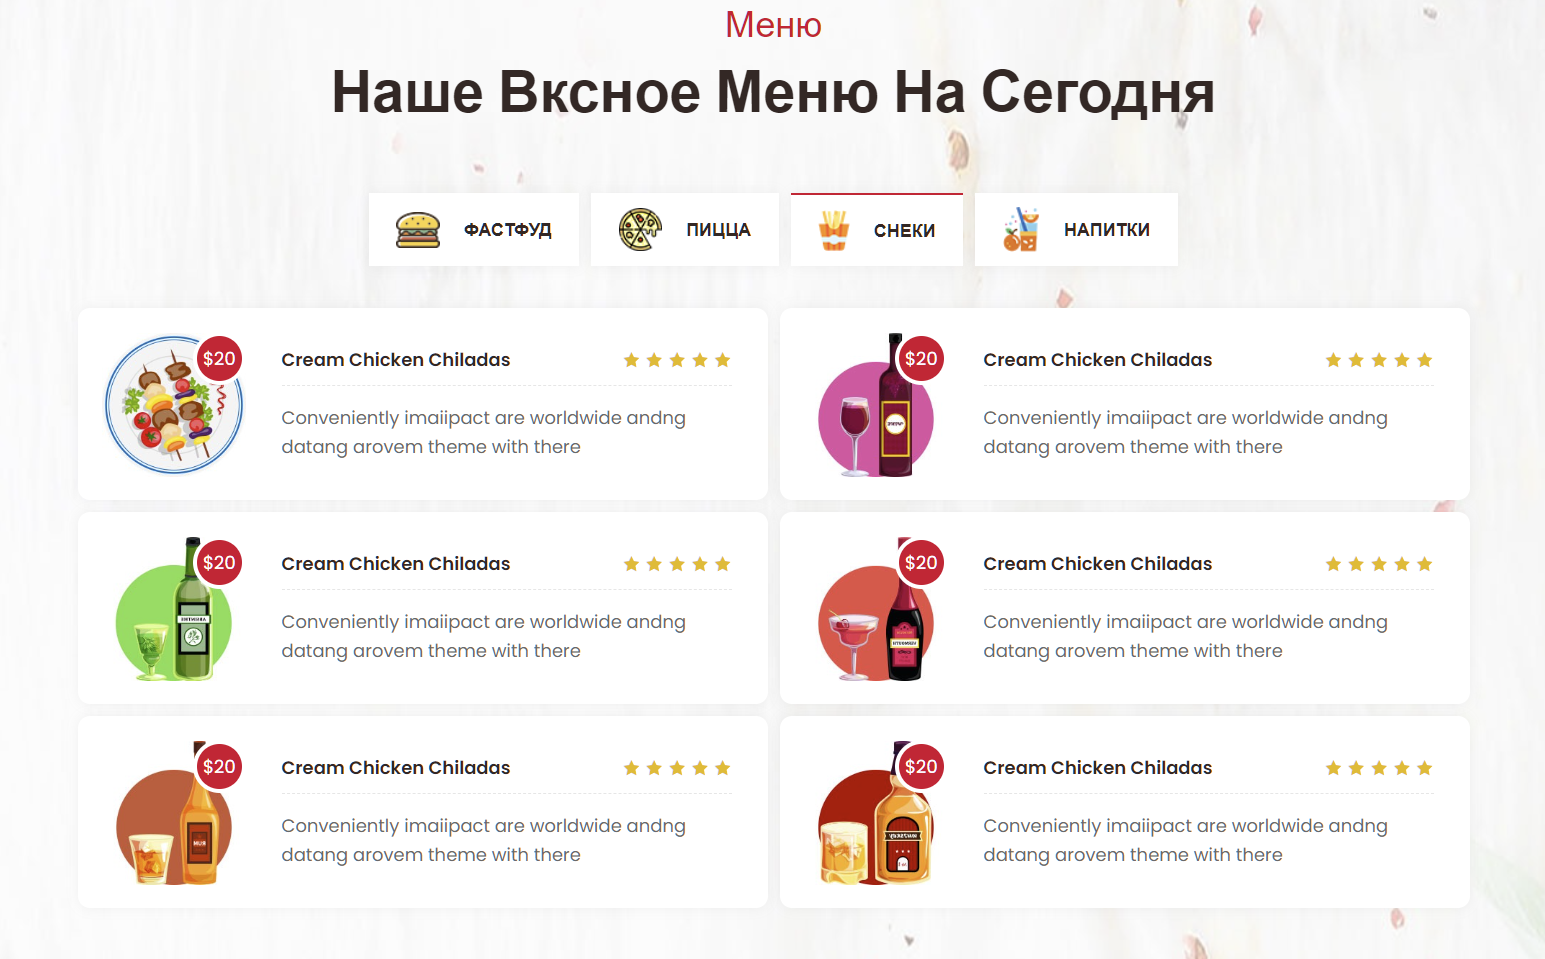 Меню
Наше Вксное Меню На Сегодня
ФАСТФУД
ПИЦЦА
СНЕКИ
НАПИТКИ
$20
Cream Chicken Chiladas
Conveniently imaiipact are worldwide andng
datang arovem theme with there
$20
Cream Chicken Chiladas
Conveniently imaiipact are worldwide andng
datang arovem theme with there
$20
Cream Chicken Chiladas
Conveniently imaiipact are worldwide andng
datang arovem theme with there
$20
Cream Chicken Chiladas
Conveniently imaiipact are worldwide andng
datang arovem theme with there
$20
Cream Chicken Chiladas
Conveniently imaiipact are worldwide andng
datang arovem theme with there
RUM
$20
Cream Chicken Chiladas
Conveniently imaiipact are worldwide andng
datang arovem theme with there